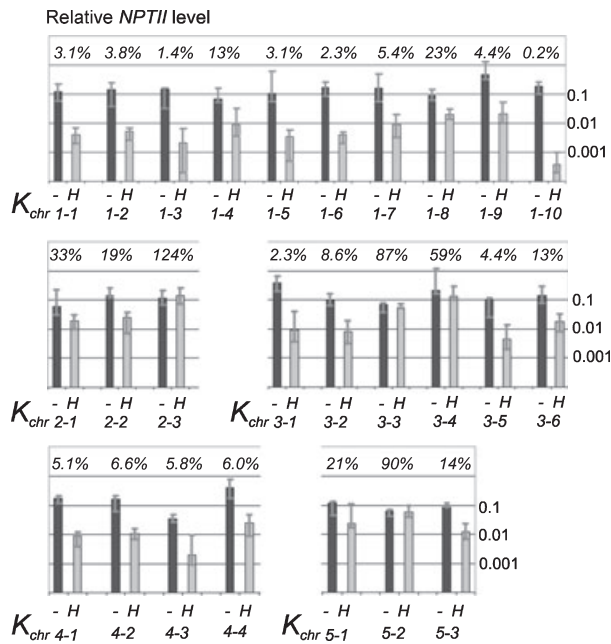 Relative NPTII level
3.1% 3.8% 1.4% 13% 3.1% 2.3% 5.4% 23% 4.4% 0.2%
0.1
0.01
0.001
- H - H - H - H - H - H - H - H - H - H
Kchr 1-1 1-2 1-3 1-4 1-5 1-6 1-7 1-8 1-9 1-10
33% 19% 124%
- H - H - H
Kchr 2-1 2-2 2-3
2.3% 8.6% 87% 59% 4.4% 13%
0.1
0.01
0.001
- H - H - H - H - H - H
Kchr 3-1 3-2 3-3 3-4 3-5 3-6
5.1% 6.6% 5.8% 6.0%
- H - H - H - H
Kchr 4-1 4-2 4-3 4-4
21% 90% 14%
0.1
0.01
0.001
- H - H - H
Kchr 5-1 5-2 5-3